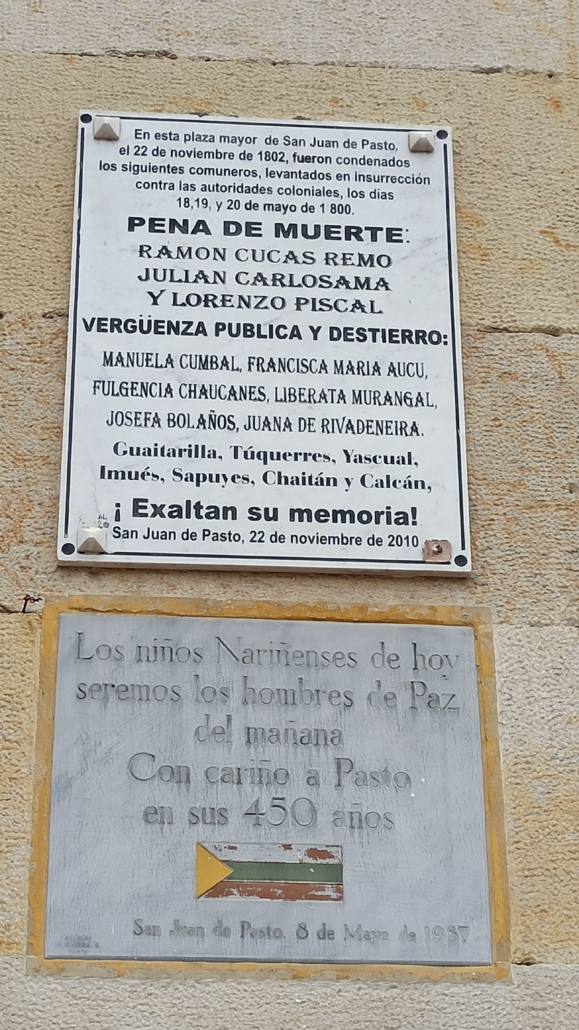 En esta plaza mayor de San Juan de Pasto,
el 22 de noviembre de 1802, fueron condenados
los siguientes comuneros, levantados en insurrección
contra las autoridades coloniales, los dias
18,19, y 20 de mayo de 1 800.
PENA DE MUERTE:
RAMON CUCAS REMO
JULIAN CARLOSAMA
Y LORENZO PISCAL
VERGÜENZA PUBLICA Y DESTIERRO:
MANUELA CUMBAL, FRANCISCA MARIA AUCU,
FULGENCIA CHAUCANES, LIBERATA MURANGAL,
JOSEFA BOLAÑOS, JUANA DE RIVADENEIRA.
Guaitarilla, Túquerres, Yascual,
Imués, Sapuyes, Chaitán y Calcán,
¡ Exaltan su memoria!
San Juan de Pasto, 22 de noviembre de 2010
Los niños Nariñenses de hoy
seremos los hombres de Paz
del mañana
Con cariño a Pasto
en sus 450 años
San Juan de Pasto, 8 de Mayo de 1987